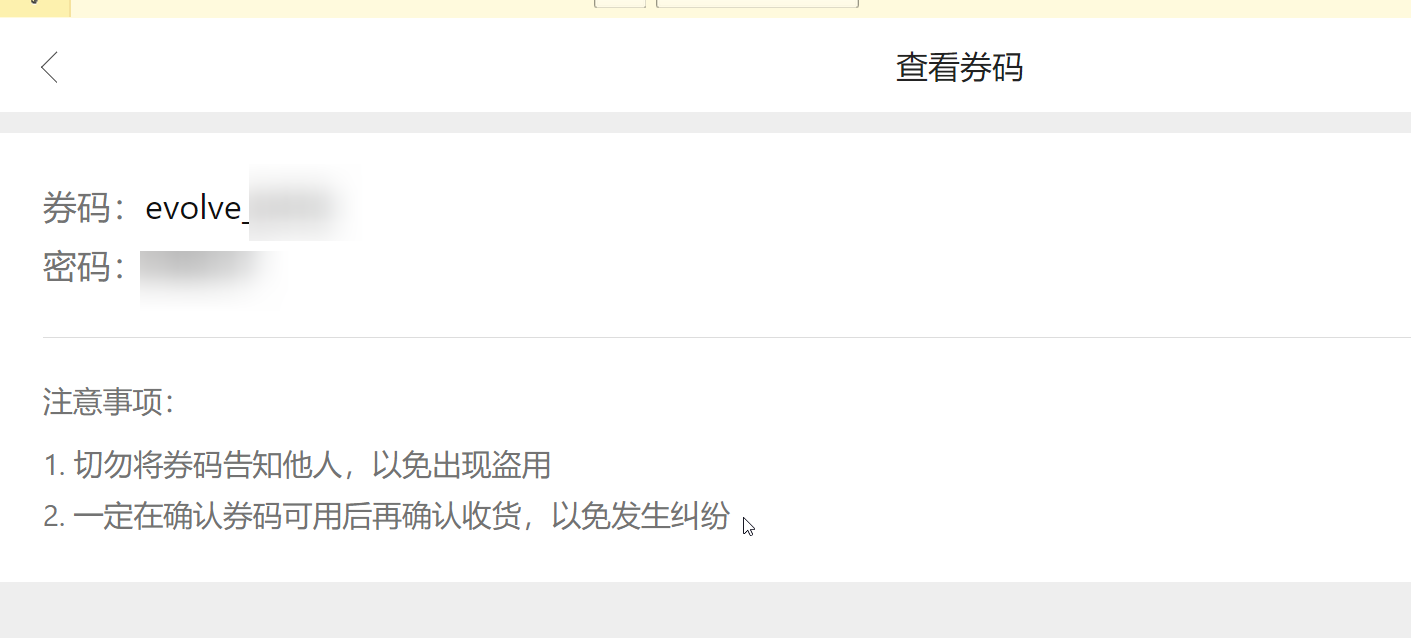 查看券码
券码：evolve_
密码：
注意事项：
1. 切勿将券码告知他人，以免出现盗用
2. 一定在确认券码可用后再确认收货，以免发生纠纷